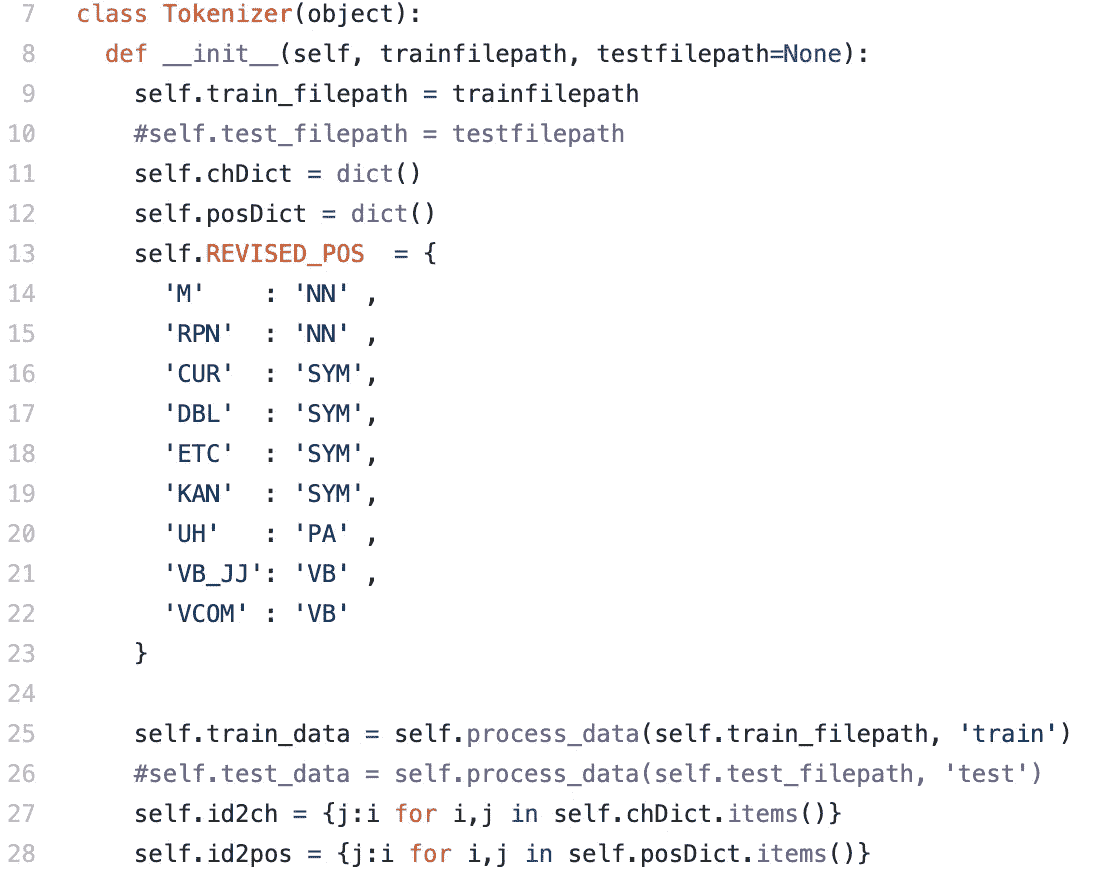 7 class Tokenizer(object):
8 def __init__(self, trainfilepath, testfilepath=None):
9 self.train_filepath = trainfilepath
10 #self.test_filepath = testfilepath
11 self.chDict = dict()
12 self.posDict = dict()
13 self.REVISED_POS  = {
14 'M'    : 'NN' ,
15 'RPN'  : 'NN' ,
16 'CUR'  : 'SYM',
17 'DBL'  : 'SYM',
18 'ETC'  : 'SYM',
19 'KAN'  : 'SYM',
20 'UH'   : 'PA' ,
21 'VB_JJ': 'VB' ,
22 'VCOM' : 'VB'
23 }
24
25 self.train_data = self.process_data(self.train_filepath, 'train')
26 #self.test_data = self.process_data(self.test_filepath, 'test')
27 self.id2ch = {j:i for i,j in self.chDict.items()}
28 self.id2pos = {j:i for i,j in self.posDict.items()}